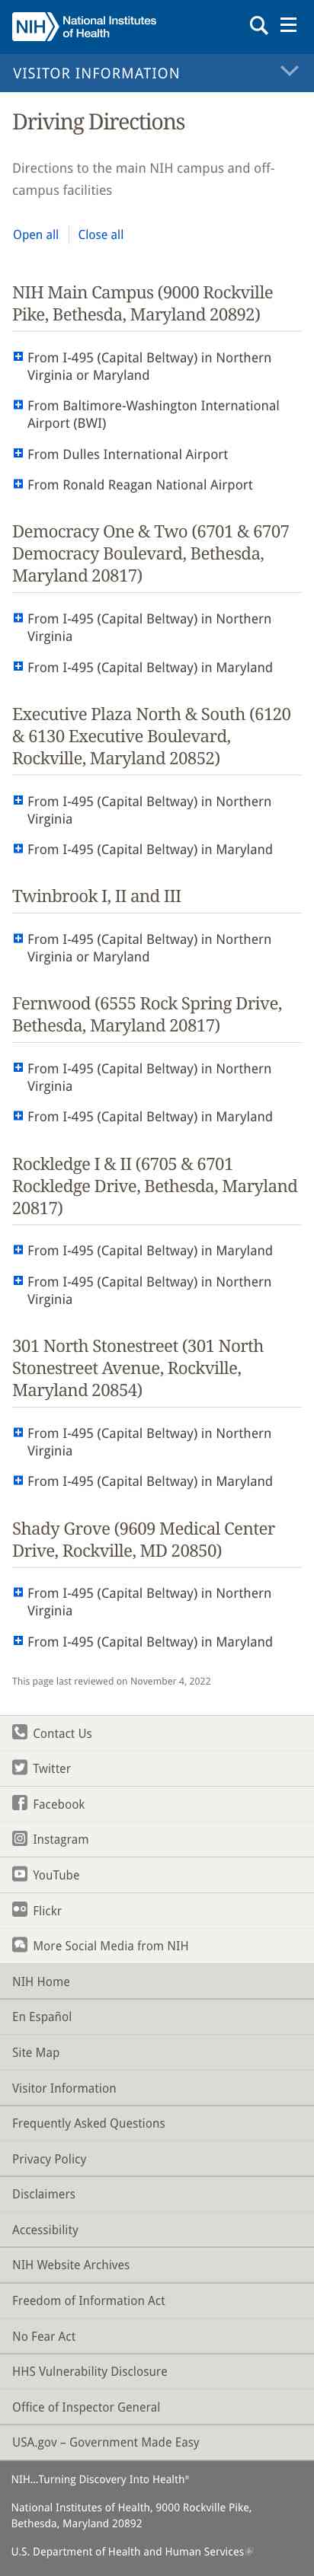 NIH National Institutes
of Health
VISITOR INFORMATION
Driving Directions
Directions to the main NIH campus and off-
campus facilities
Open all Close all
NIH Main Campus (9000 Rockville
Pike, Bethesda, Maryland 20892)
From I-495 (Capital Beltway) in Northern
Virginia or Maryland
From Baltimore-Washington International
Airport (BWI)
From Dulles International Airport
From Ronald Reagan National Airport
Democracy One & Two (6701 & 6707
Democracy Boulevard, Bethesda,
Maryland 20817)
From I-495 (Capital Beltway) in Northern
Virginia
From I-495 (Capital Beltway) in Maryland
Executive Plaza North & South (6120
& 6130 Executive Boulevard,
Rockville, Maryland 20852)
From I-495 (Capital Beltway) in Northern
Virginia
From I-495 (Capital Beltway) in Maryland
Twinbrook I, II and III
From I-495 (Capital Beltway) in Northern
Virginia or Maryland
Fernwood (6555 Rock Spring Drive,
Bethesda, Maryland 20817)
From I-495 (Capital Beltway) in Northern
Virginia
From I-495 (Capital Beltway) in Maryland
Rockledge I & II (6705 & 6701
Rockledge Drive, Bethesda, Maryland
20817)
From I-495 (Capital Beltway) in Maryland
From I-495 (Capital Beltway) in Northern
Virginia
301 North Stonestreet (301 North
Stonestreet Avenue, Rockville,
Maryland 20854)
From I-495 (Capital Beltway) in Northern
Virginia
From I-495 (Capital Beltway) in Maryland
Shady Grove (9609 Medical Center
Drive, Rockville, MD 20850)
From I-495 (Capital Beltway) in Northern
Virginia
From I-495 (Capital Beltway) in Maryland
This page last reviewed on November 4, 2022
Contact Us
Twitter
Facebook
Instagram
YouTube
Flickr
More Social Media from NIH
NIH Home
En Español
Site Map
Visitor Information
Frequently Asked Questions
Privacy Policy
Disclaimers
Accessibility
NIH Website Archives
Freedom of Information Act
No Fear Act
HHS Vulnerability Disclosure
Office of Inspector General
USA.gov – Government Made Easy
NIH…Turning Discovery Into Health®
National Institutes of Health, 9000 Rockville Pike,
Bethesda, Maryland 20892
U.S. Department of Health and Human Services